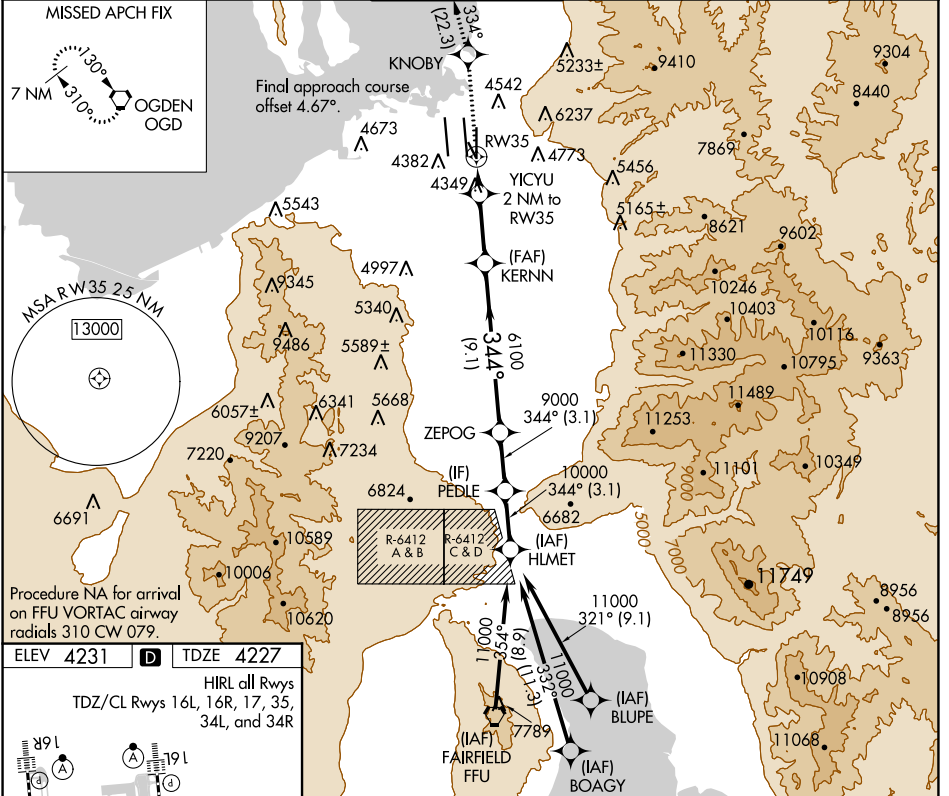 MISSED APCH FIX
130°
310°
7 NM
OGDEN
OGD
334°
(22.3)
KNOBY
Final approach course
offset 4.67°.
5233±
9410
9304
8440
4542
6237
7869
4673
4382
RW35
4773
5456
4349
YICYU
2 NM to
RW35
5165±
8621
9602
5543
(FAF)
KERNN
4997
10246
9345
MSA RW35 25 NM
13000
5340
10403
10116
9486
5589±
6100
344°
(9.1)
11330
10795
9363
6057±
6341
5668
9000
344° (3.1)
11489
ZEPOG
11253
9207
7220
7234
(IF)
PEDLE
10000
344° (3.1)
11101
10349
9000
6691
6824
6682
5000
7000
R-6412
A & B
R-6412
C & D
(IAF)
HLMET
10589
10006
11749
Procedure NA for arrival
on FFU VORTAC airway
radials 310 CW 079.
10620
8956
8956
11000
321° (9.1)
11000
354°
(8.9)
11000
332°
(11.3)
ELEV 4231
D
TDZE 4227
HIRL all Rwys
TDZ/CL Rwys 16L, 16R, 17, 35,
34L, and 34R
10908
(IAF)
BLUPE
7789
(IAF)
FAIRFIELD
FFU
11068
(IAF)
BOAGY
16R
A
P
A
16L
P